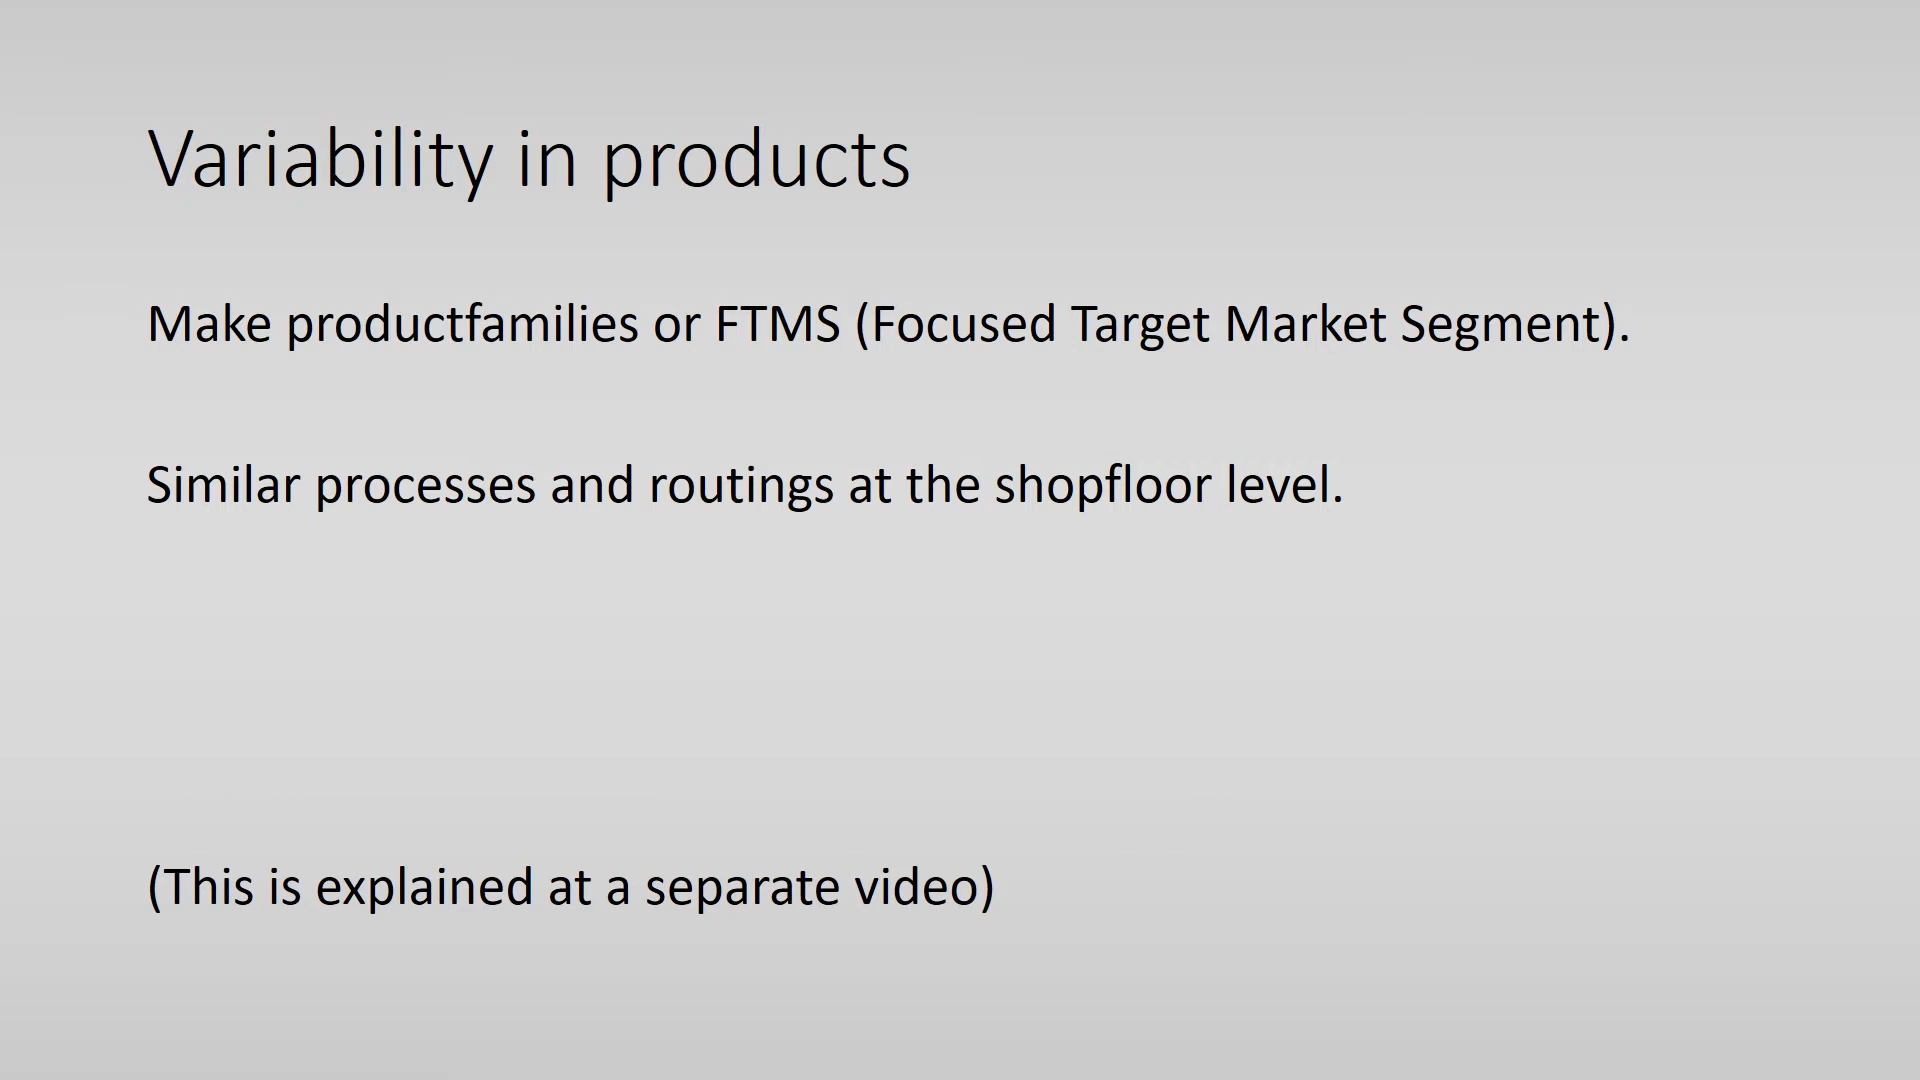 Variability in products
Make productfamilies or FTMS (Focused Target Market Segment).
Similar processes and routings at the shopfloor level.
(This is explained at a separate video)